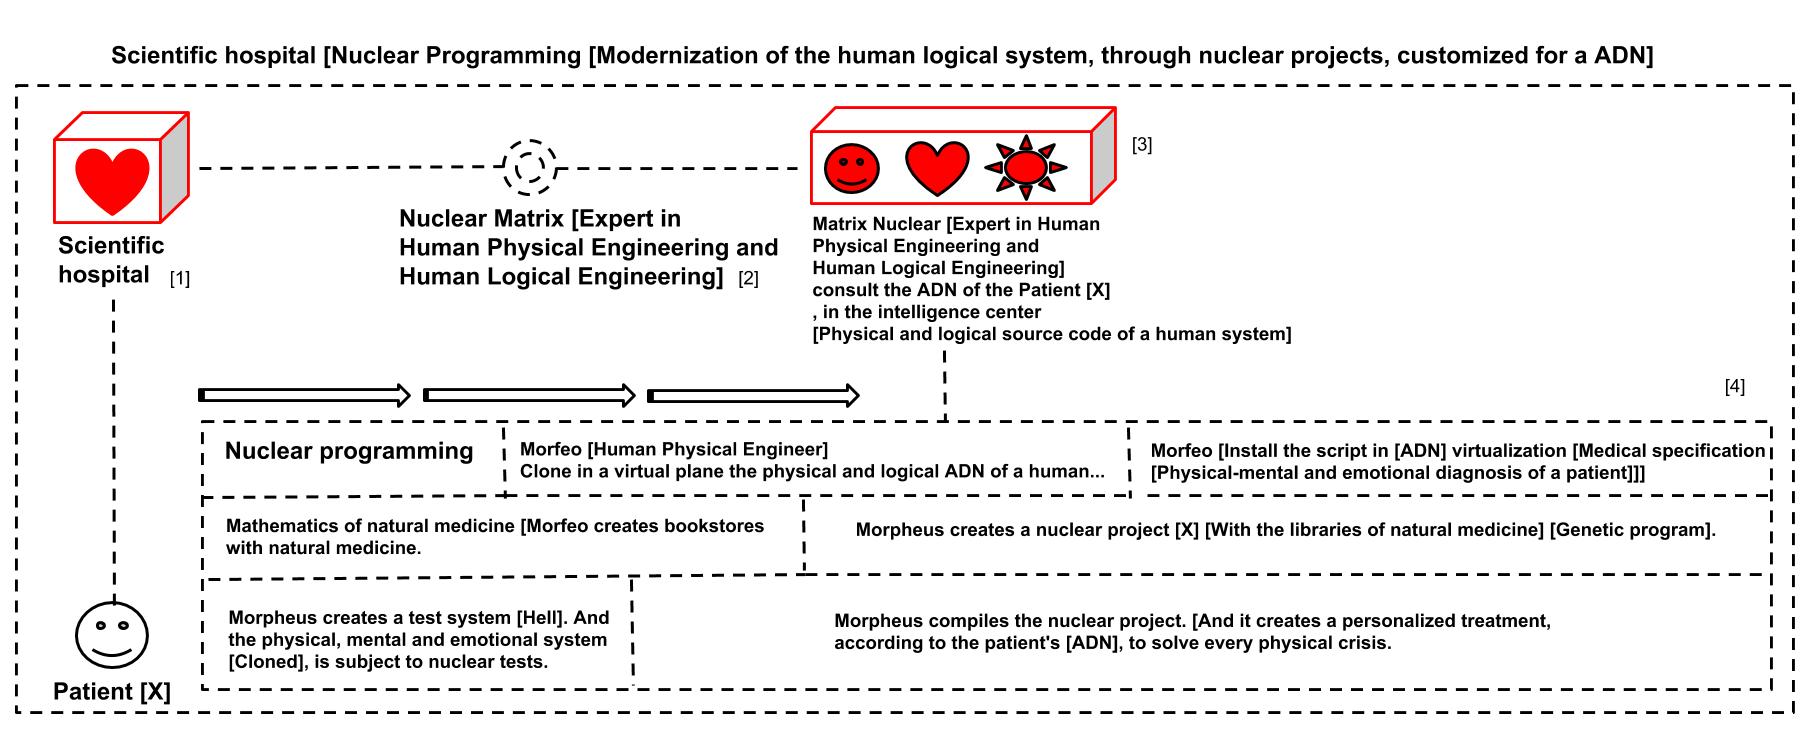 Scientific hospital [Nuclear Programming [Modernization of the human logical system, through nuclear projects, customized for a ADN]
Scientific
hospital [1]
Nuclear Matrix [Expert in
Human Physical Engineering and
Human Logical Engineering] [2]
[3]
Matrix Nuclear [Expert in Human
Physical Engineering and
Human Logical Engineering]
consult the ADN of the Patient [X]
, in the intelligence center
[Physical and logical source code of a human system]
[4]
Nuclear programming
Morfeo [Human Physical Engineer]
Clone in a virtual plane the physical and logical ADN of a human...
Morfeo [Install the script in [ADN] virtualization [Medical specification
[Physical-mental and emotional diagnosis of a patient]]]
Mathematics of natural medicine [Morfeo creates bookstores
with natural medicine.
Morpheus creates a nuclear project [X] [With the libraries of natural medicine] [Genetic program].
Morpheus creates a test system [Hell]. And
the physical, mental and emotional system
[Cloned], is subject to nuclear tests.
Morpheus compiles the nuclear project. [And it creates a personalized treatment,
according to the patient's [ADN], to solve every physical crisis.
Patient [X]